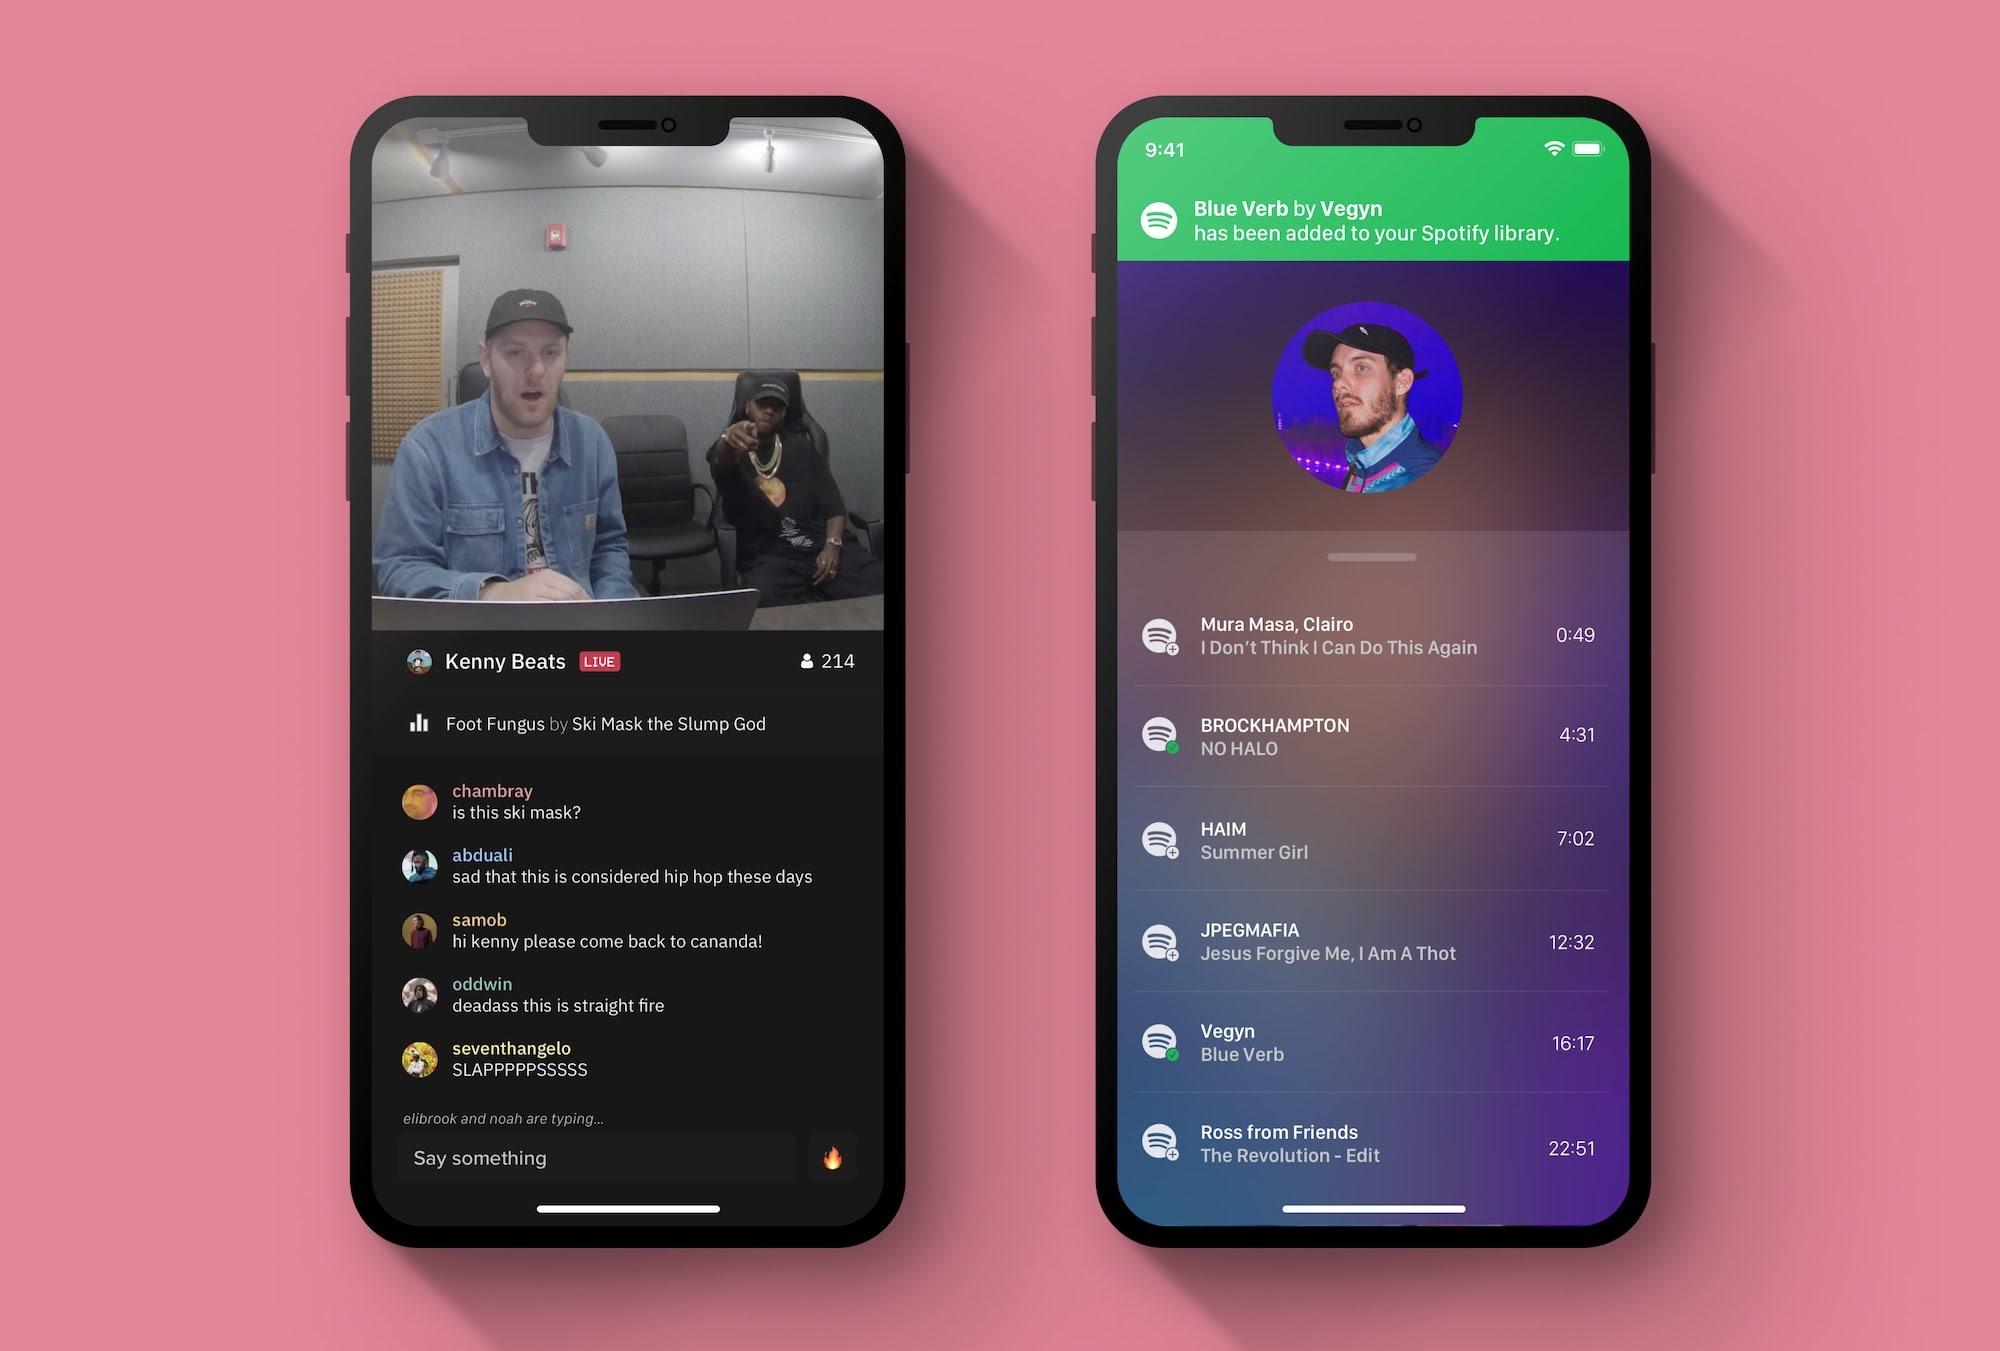 Kenny Beats LIVE 214
Foot Fungus by Ski Mask the Slump God
chambray
is this ski mask?
abduali
sad that this is considered hip hop these days
samob
hi kenny please come back to cananda!
oddwin
deadass this is straight fire
seventhangelo
SLAPPPPPSSSSS
elibrook and noah are typing...
Say something
9:41
Blue Verb by Vegyn
has been added to your Spotify library.
Mura Masa, Clairo
I Don’t Think I Can Do This Again
0:49
BROCKHAMPTON
NO HALO
4:31
HAIM
Summer Girl
7:02
JPEGMAFIA
Jesus Forgive Me, I Am A Thot
12:32
Vegyn
Blue Verb
16:17
Ross from Friends
The Revolution - Edit
22:51